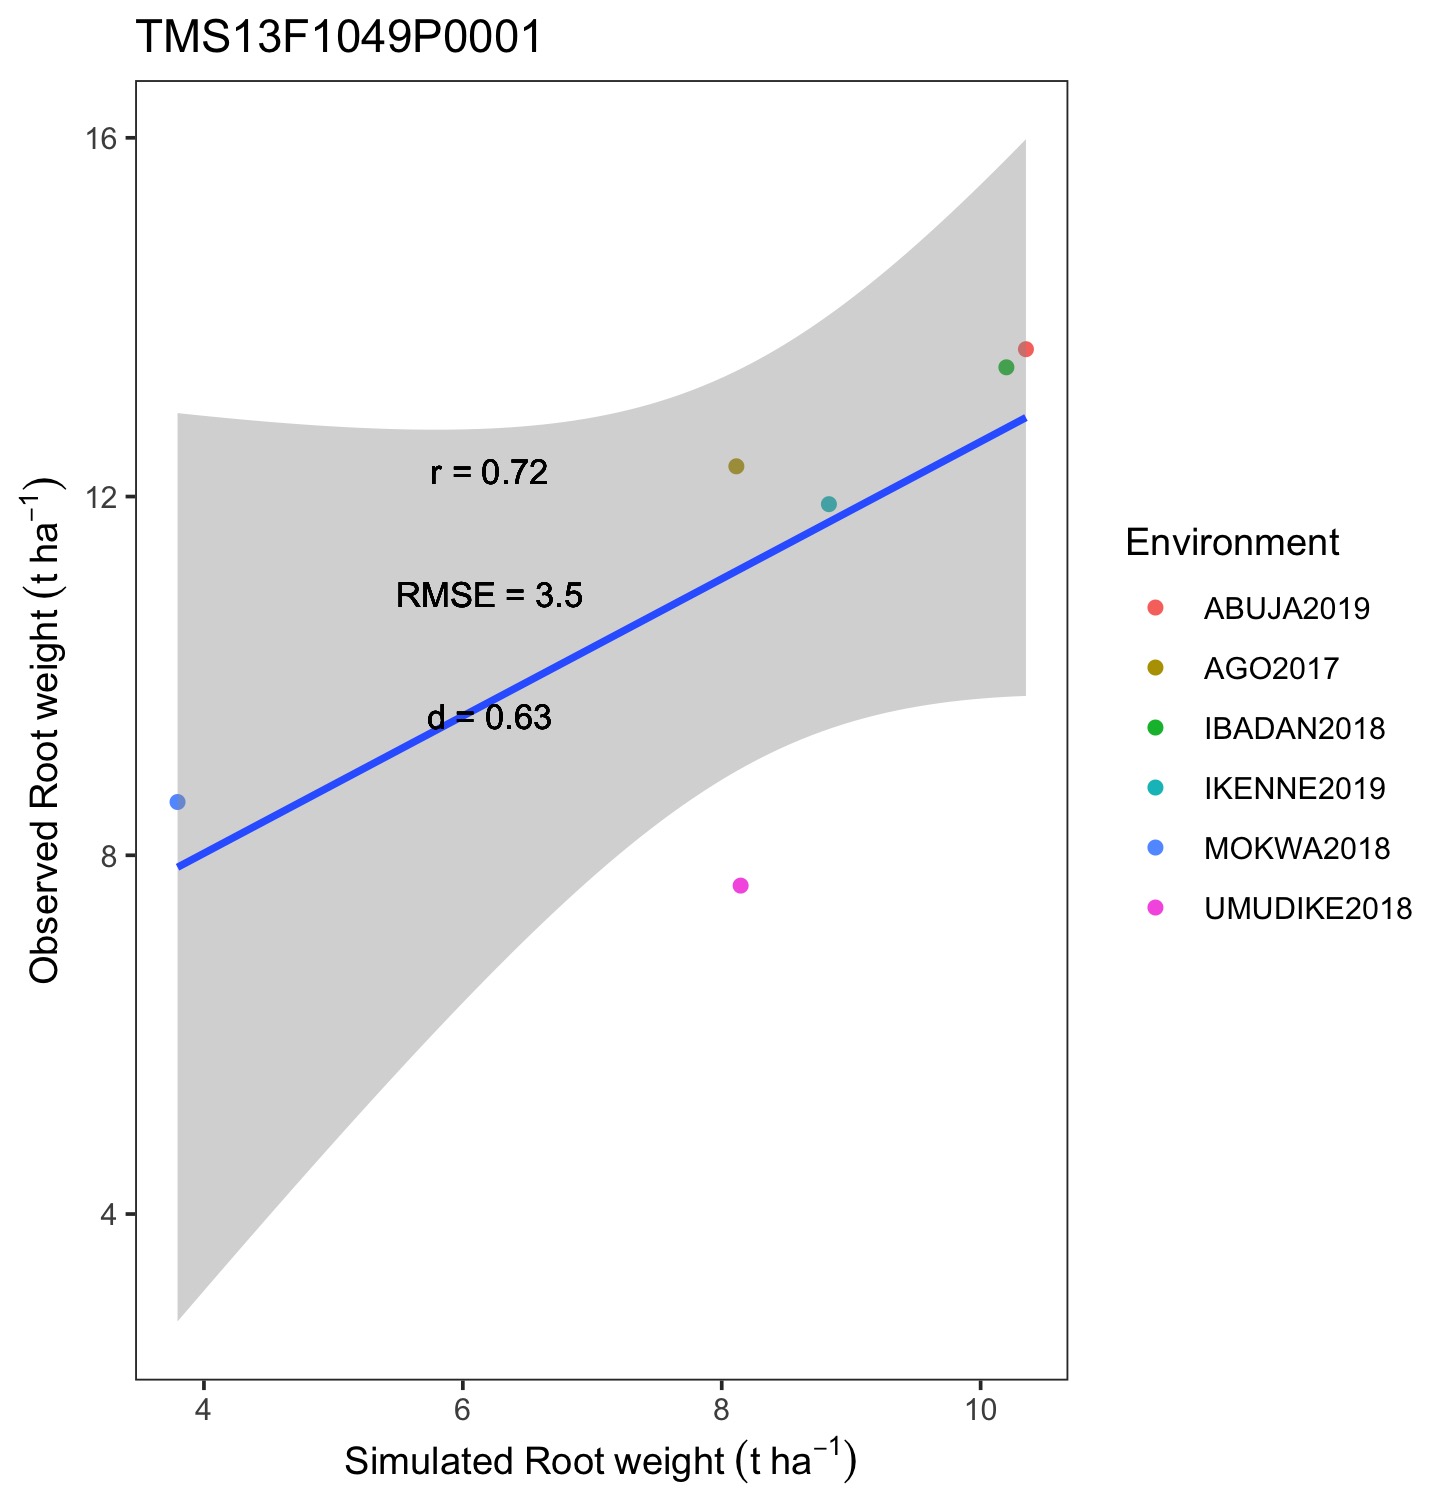 TMS13F1049P0001
16
12
8
4
Observed Root weight (t ha⁻¹)
r = 0.72
RMSE = 3.5
d = 0.63
4 6 8 10
Simulated Root weight (t ha⁻¹)
Environment
ABUJA2019
AGO2017
IBADAN2018
IKENNE2019
MOKWA2018
UMUDIKE2018